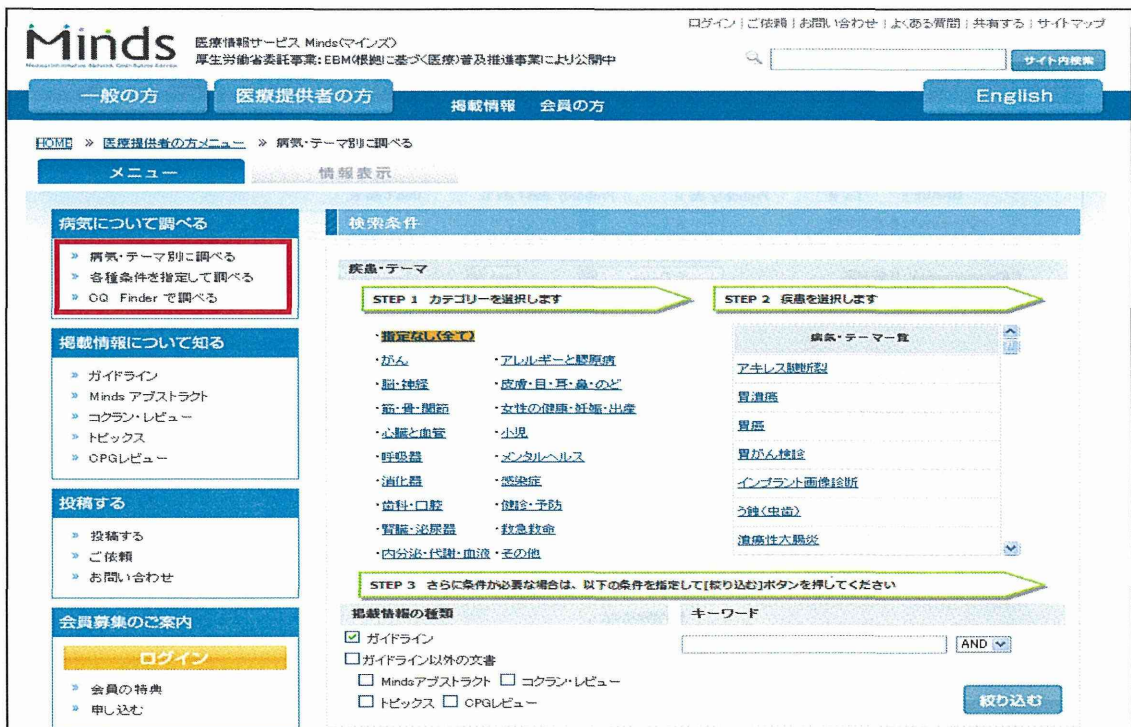 ログイン | ご依頼 | お問い合わせ | よくある質問 | 共有する | サイトマップ
Minds
医療情報サービス Minds(マインズ)
厚生労働省委託事業:EBM(根拠に基づく医療)普及推進事業により公開中
サイト内検索
一般の方 医療提供者の方 掲載情報 会員の方 English
HOME » 医療提供者の方メニュー » 病気・テーマ別に調べる
メニュー 情報表示
病気について調べる
» 病気・テーマ別に調べる
» 各種条件を指定して調べる
» CQ Finder で調べる
掲載情報について知る
» ガイドライン
» Minds アブストラクト
» コクラン・レビュー
» トピックス
» CPGレビュー
投稿する
» 投稿する
» ご依頼
» お問い合わせ
会員募集のご案内
ログイン
» 会員の特典
» 申し込む
検索条件
疾患・テーマ
STEP 1 カテゴリーを選択します
・指定なし(全て)
・がん ・アレルギーと膠原病
・脳・神経 ・皮膚・目・耳・鼻・のど
・筋・骨・関節 ・女性の健康・妊娠・出産
・心臓と血管 ・小児
・呼吸器 ・メンタルヘルス
・消化器 ・感染症
・歯科・口腔 ・健診・予防
・腎臓・泌尿器 ・救急救命
・内分泌・代謝・血液 ・その他
STEP 2 疾患を選択します
病気・テーマ一覧
アキレス腱断裂
胃潰瘍
胃癌
胃がん検診
インプラント画像診断
う蝕(虫歯)
潰瘍性大腸炎
STEP 3 さらに条件が必要な場合は、以下の条件を指定して[絞り込む]ボタンを押してください
掲載情報の種類
ガイドライン
ガイドライン以外の文書
Mindsアブストラクト コクラン・レビュー
トピックス CPGレビュー
キーワード
AND
絞り込む